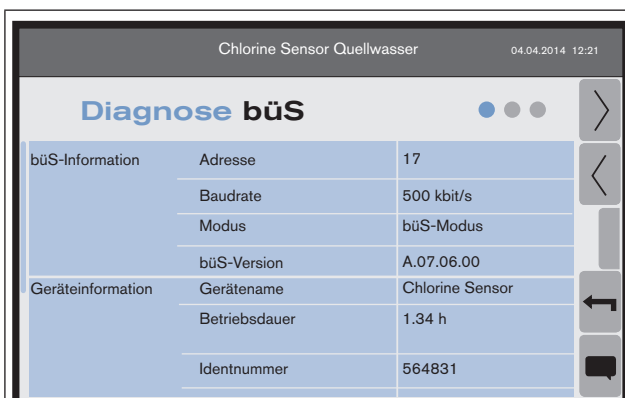 Chlorine Sensor Quellwasser 04.04.2014 12:21
Diagnose büS
büS-Information Adresse 17
Baudrate 500 kbit/s
Modus büS-Modus
büS-Version A.07.06.00
Geräteinformation Gerätename Chlorine Sensor
Betriebsdauer 1.34 h
Identnummer 564831